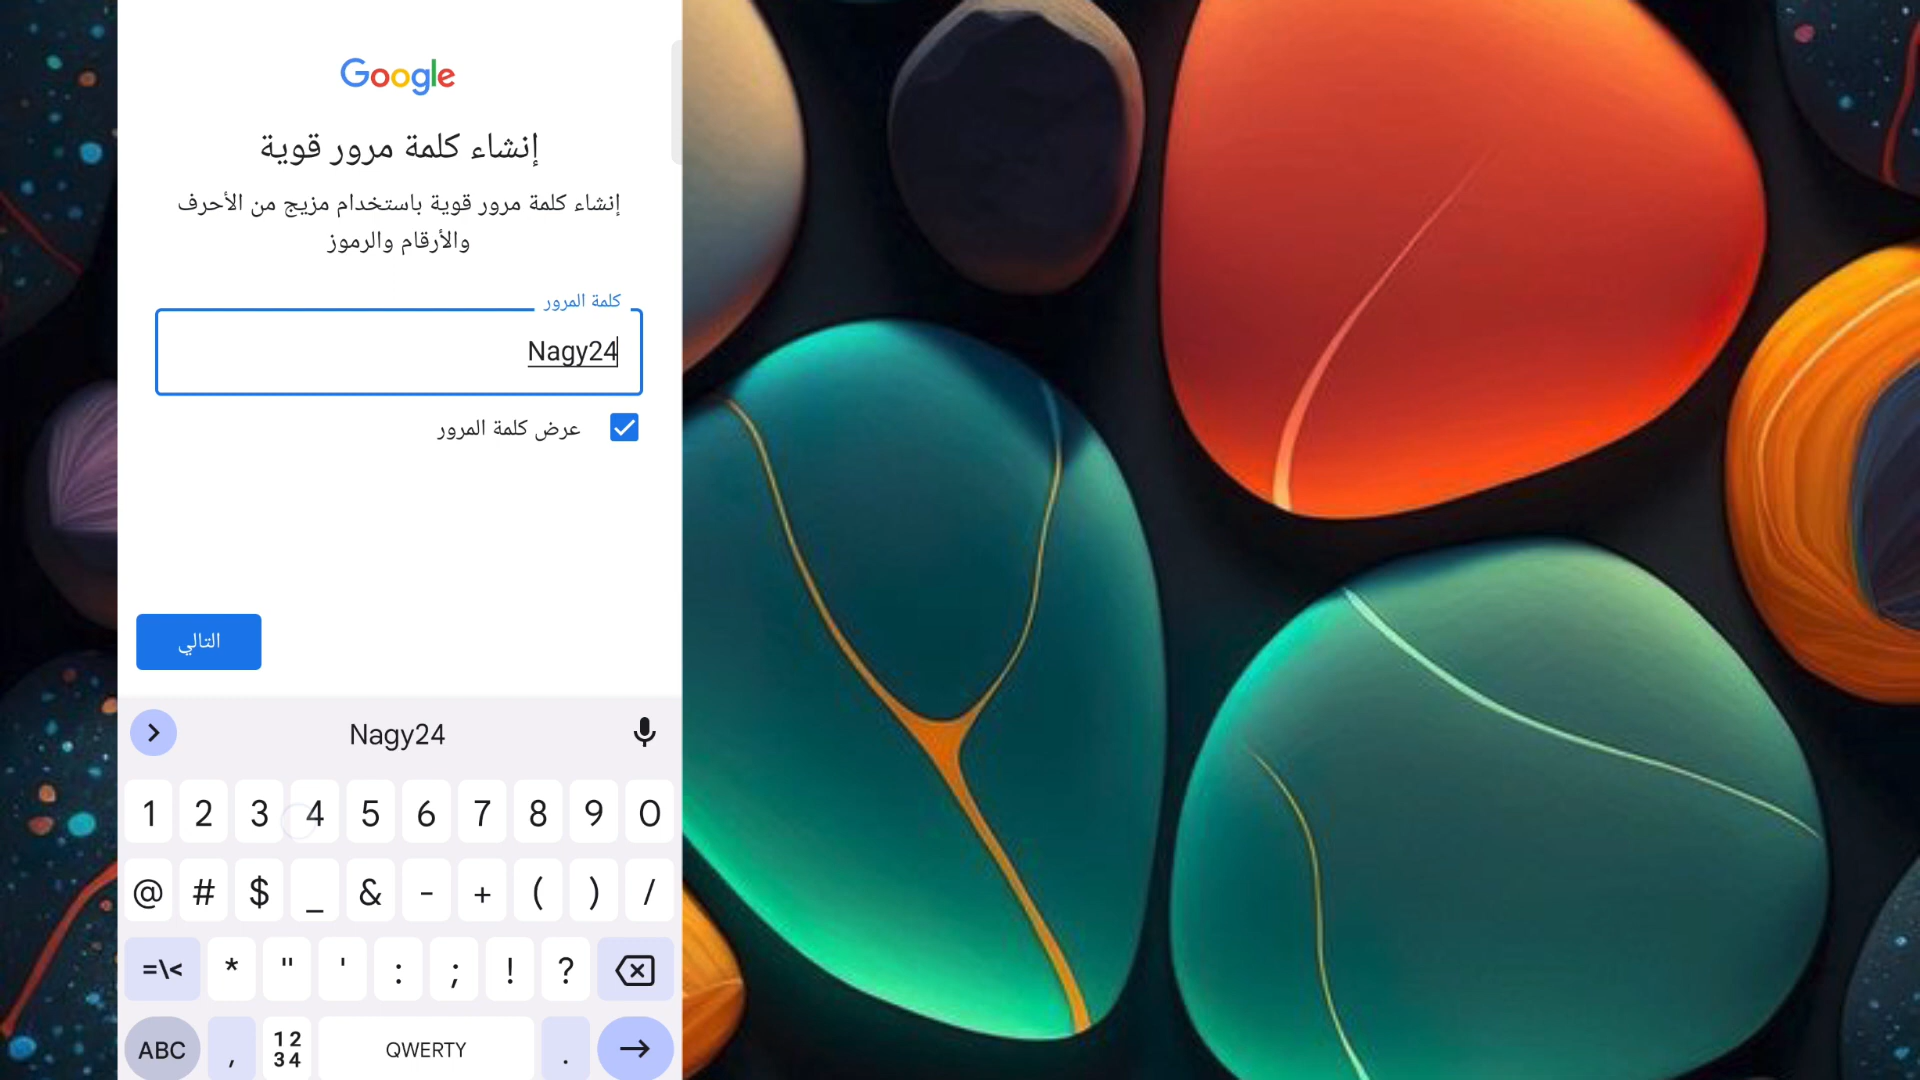 Google
إنشاء كلمة مرور قوية
إنشاء كلمة مرور قوية باستخدام مزيج من الأحرف
والأرقام والرموز
كلمة المرور
Nagy24
عرض كلمة المرور
التالي
Nagy24
1 2 3 4 5 6 7 8 9 0
@ # $ _ & - + ( ) /
=\< * " ' : ; ! ?
ABC , 12 34 QWERTY .